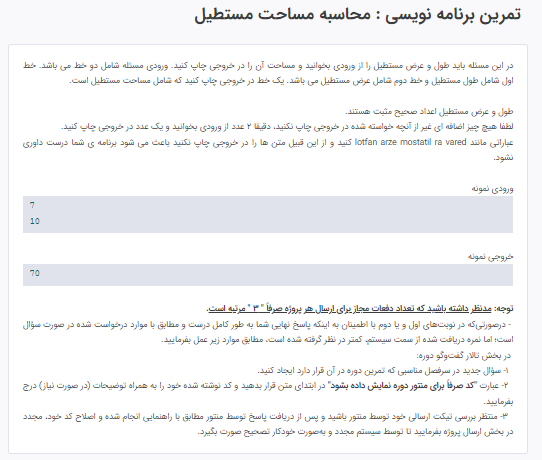 تمرین برنامه نویسی : محاسبه مساحت مستطیل
در این مسئله باید طول و عرض مستطیل را از ورودی بخوانید و مساحت آن را در خروجی چاپ کنید. ورودی مسئله شامل دو خط می باشد. خط
اول شامل طول مستطیل و خط دوم شامل عرض مستطیل می باشد. یک خط در خروجی چاپ کنید که شامل مساحت مستطیل است.
طول و عرض مستطیل اعداد صحیح مثبت هستند.
لطفا هیچ چیز اضافه ای غیر از آنچه خواسته شده در خروجی چاپ نکنید، دقیقا ۲ عدد از ورودی بخوانید و یک عدد در خروجی چاپ کنید.
عباراتی مانند lotfan arze mostatil ra vared کنید و از این قبیل متن ها را در خروجی چاپ نکنید باعث می شود برنامه ی شما درست داوری
نشود.
ورودی نمونه
7
10
خروجی نمونه
70
توجه: مدنظر داشته باشید که تعداد دفعات مجاز برای ارسال هر پروژه صرفاً " ۳ " مرتبه است.
- درصورتی‌که در نوبت‌های اول و یا دوم با اطمینان به اینکه پاسخ نهایی شما به طور کامل درست و مطابق با موارد درخواست شده در صورت سؤال
است؛ اما نمره دریافت شده از سمت سیستم، کمتر در نظر گرفته شده است، مطابق موارد زیر عمل بفرمایید.
در بخش تالار گفت‌وگو دوره:
۱- سؤال جدید در سرفصل مناسبی که تمرین دوره در آن قرار دارد ایجاد کنید.
۲- عبارت "کد صرفاً برای منتور دوره نمایش داده بشود" در ابتدای متن قرار بدهید و کد نوشته شده خود را به همراه توضیحات (در صورت نیاز) درج
بفرمایید.
۳- منتظر بررسی تیکت ارسالی خود توسط منتور باشید و پس از دریافت پاسخ توسط منتور مطابق با راهنمایی انجام شده و اصلاح کد خود، مجدد
در بخش ارسال پروژه بفرمایید تا توسط سیستم مجدد و به‌صورت خودکار تصحیح صورت بگیرد.